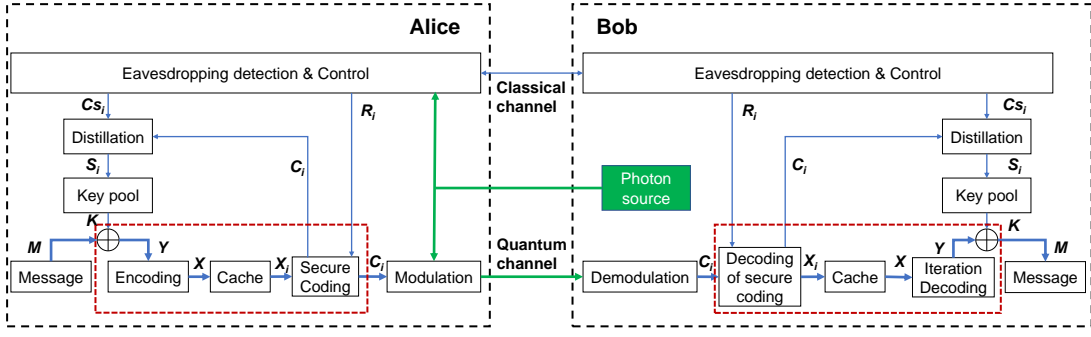 Alice
Bob
Eavesdropping detection & Control
Classical
channel
Eavesdropping detection & Control
Cs_i
R_i
R_i
Cs_i
Distillation
Distillation
C_i
C_i
S_i
S_i
Key pool
Photon
source
Key pool
K
K
M
Y
Quantum
channel
Y
M
Message
Encoding
X
Cache
X_i
Secure
Coding
C_i
Modulation
Demodulation
C_i
Decoding
of secure
coding
X_i
Cache
X
Iteration
Decoding
Message